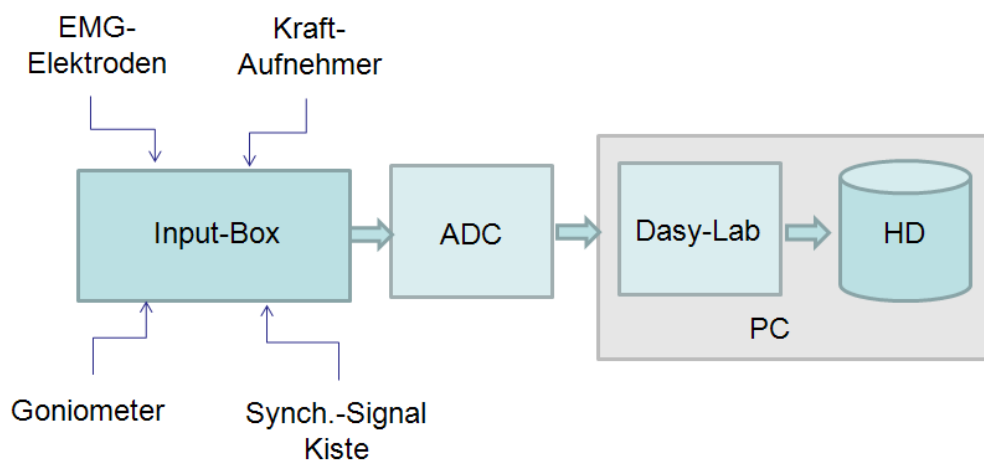 EMG-
Elektroden
Kraft-
Aufnehmer
Input-Box
ADC
Dasy-Lab
HD
PC
Goniometer
Synch.-Signal
Kiste